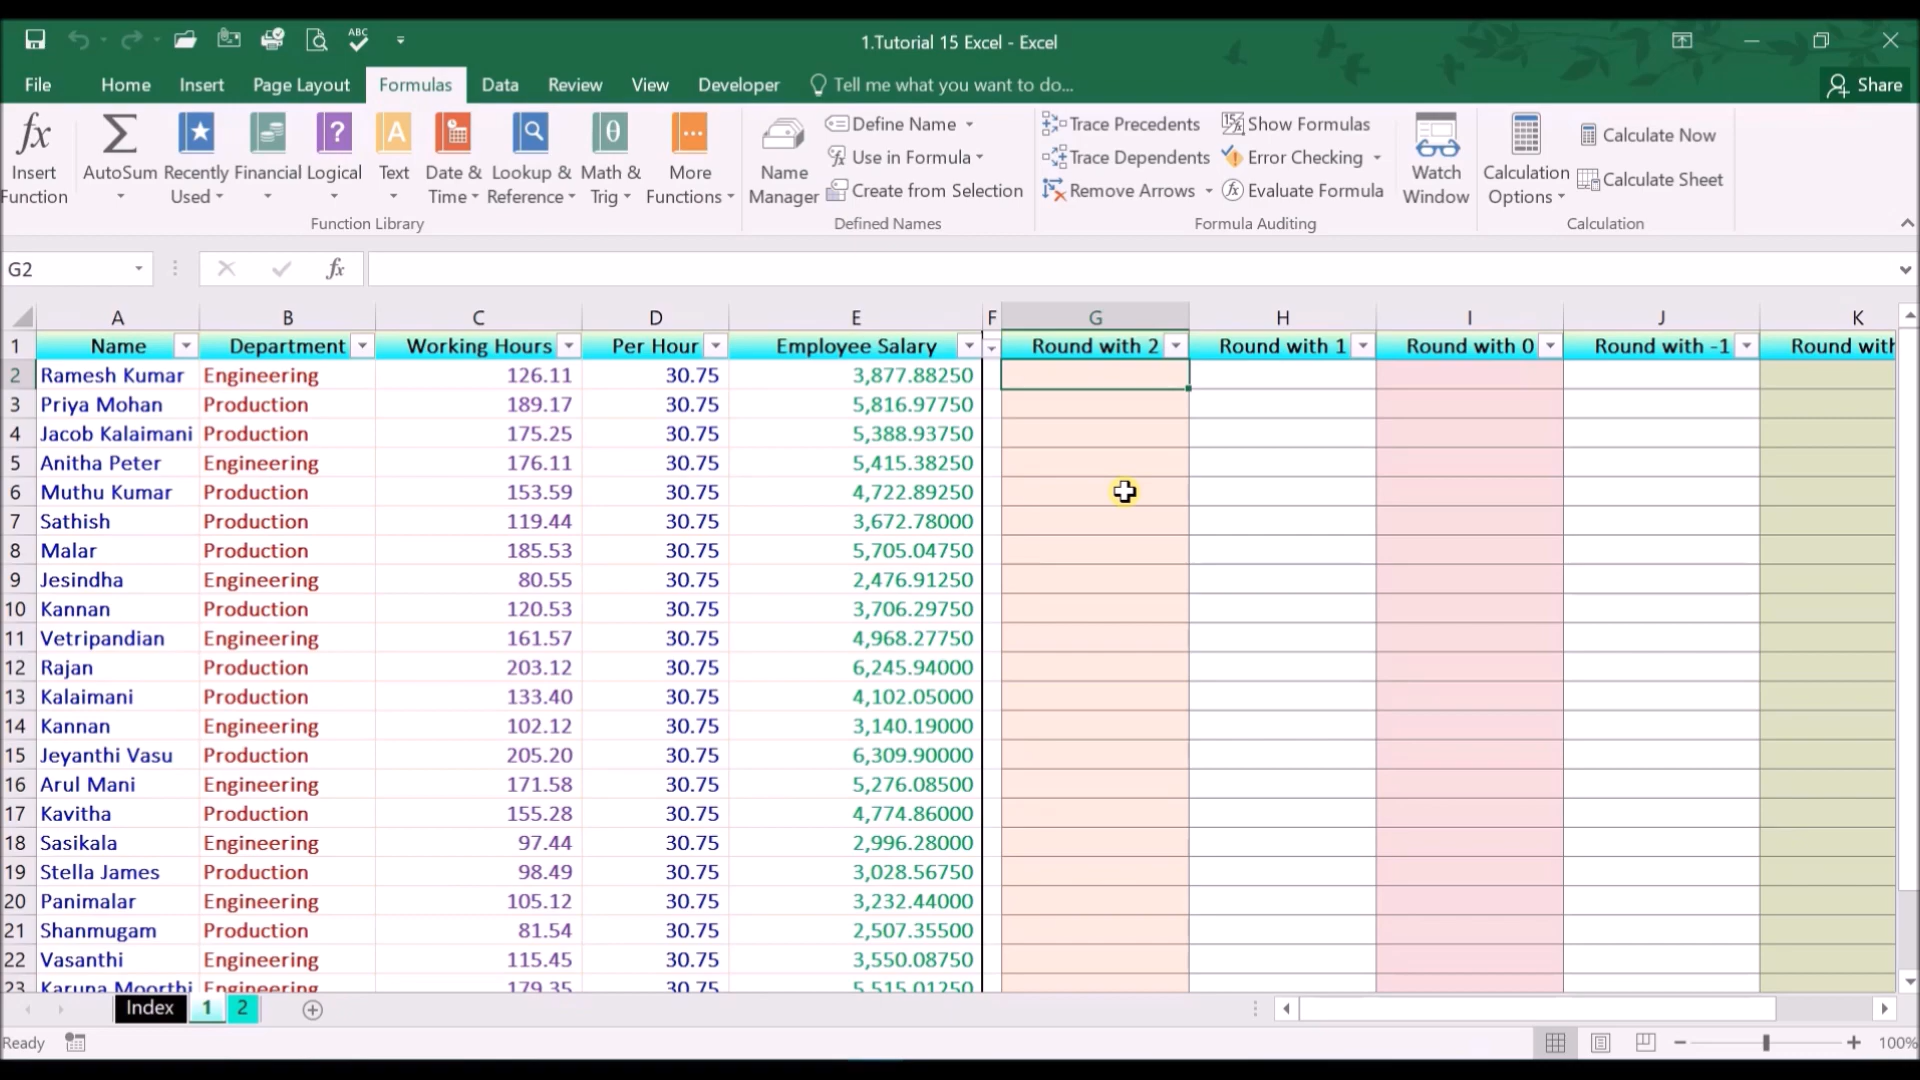 ABC
1.Tutorial 15 Excel - Excel
File Home Insert Page Layout Formulas Data Review View Developer Tell me what you want to do... Share
fx Σ ? A θ
Insert Function
AutoSum
Recently Used
Financial
Logical
Text
Date & Time
Lookup & Reference
Math & Trig
More Functions
Function Library
Name Manager
Define Name
Use in Formula
Create from Selection
Defined Names
Trace Precedents
Trace Dependents
Remove Arrows
Show Formulas
Error Checking
Evaluate Formula
Formula Auditing
Watch Window
Calculation Options
Calculate Now
Calculate Sheet
Calculation
G2 fx
A B C D E F G H I J K
1 Name Department Working Hours Per Hour Employee Salary Round with 2 Round with 1 Round with 0 Round with -1 Round with
2 Ramesh Kumar Engineering 126.11 30.75 3,877.88250
3 Priya Mohan Production 189.17 30.75 5,816.97750
4 Jacob Kalaimani Production 175.25 30.75 5,388.93750
5 Anitha Peter Engineering 176.11 30.75 5,415.38250
6 Muthu Kumar Production 153.59 30.75 4,722.89250
7 Sathish Production 119.44 30.75 3,672.78000
8 Malar Production 185.53 30.75 5,705.04750
9 Jesindha Engineering 80.55 30.75 2,476.91250
10 Kannan Production 120.53 30.75 3,706.29750
11 Vetripandian Engineering 161.57 30.75 4,968.27750
12 Rajan Production 203.12 30.75 6,245.94000
13 Kalaimani Production 133.40 30.75 4,102.05000
14 Kannan Engineering 102.12 30.75 3,140.19000
15 Jeyanthi Vasu Production 205.20 30.75 6,309.90000
16 Arul Mani Engineering 171.58 30.75 5,276.08500
17 Kavitha Production 155.28 30.75 4,774.86000
18 Sasikala Engineering 97.44 30.75 2,996.28000
19 Stella James Production 98.49 30.75 3,028.56750
20 Panimalar Engineering 105.12 30.75 3,232.44000
21 Shanmugam Production 81.54 30.75 2,507.35500
22 Vasanthi Engineering 115.45 30.75 3,550.08750
23 Karuna Moorthi Engineering 179.35 30.75 5,515.01250
Index 1 2
Ready 100%